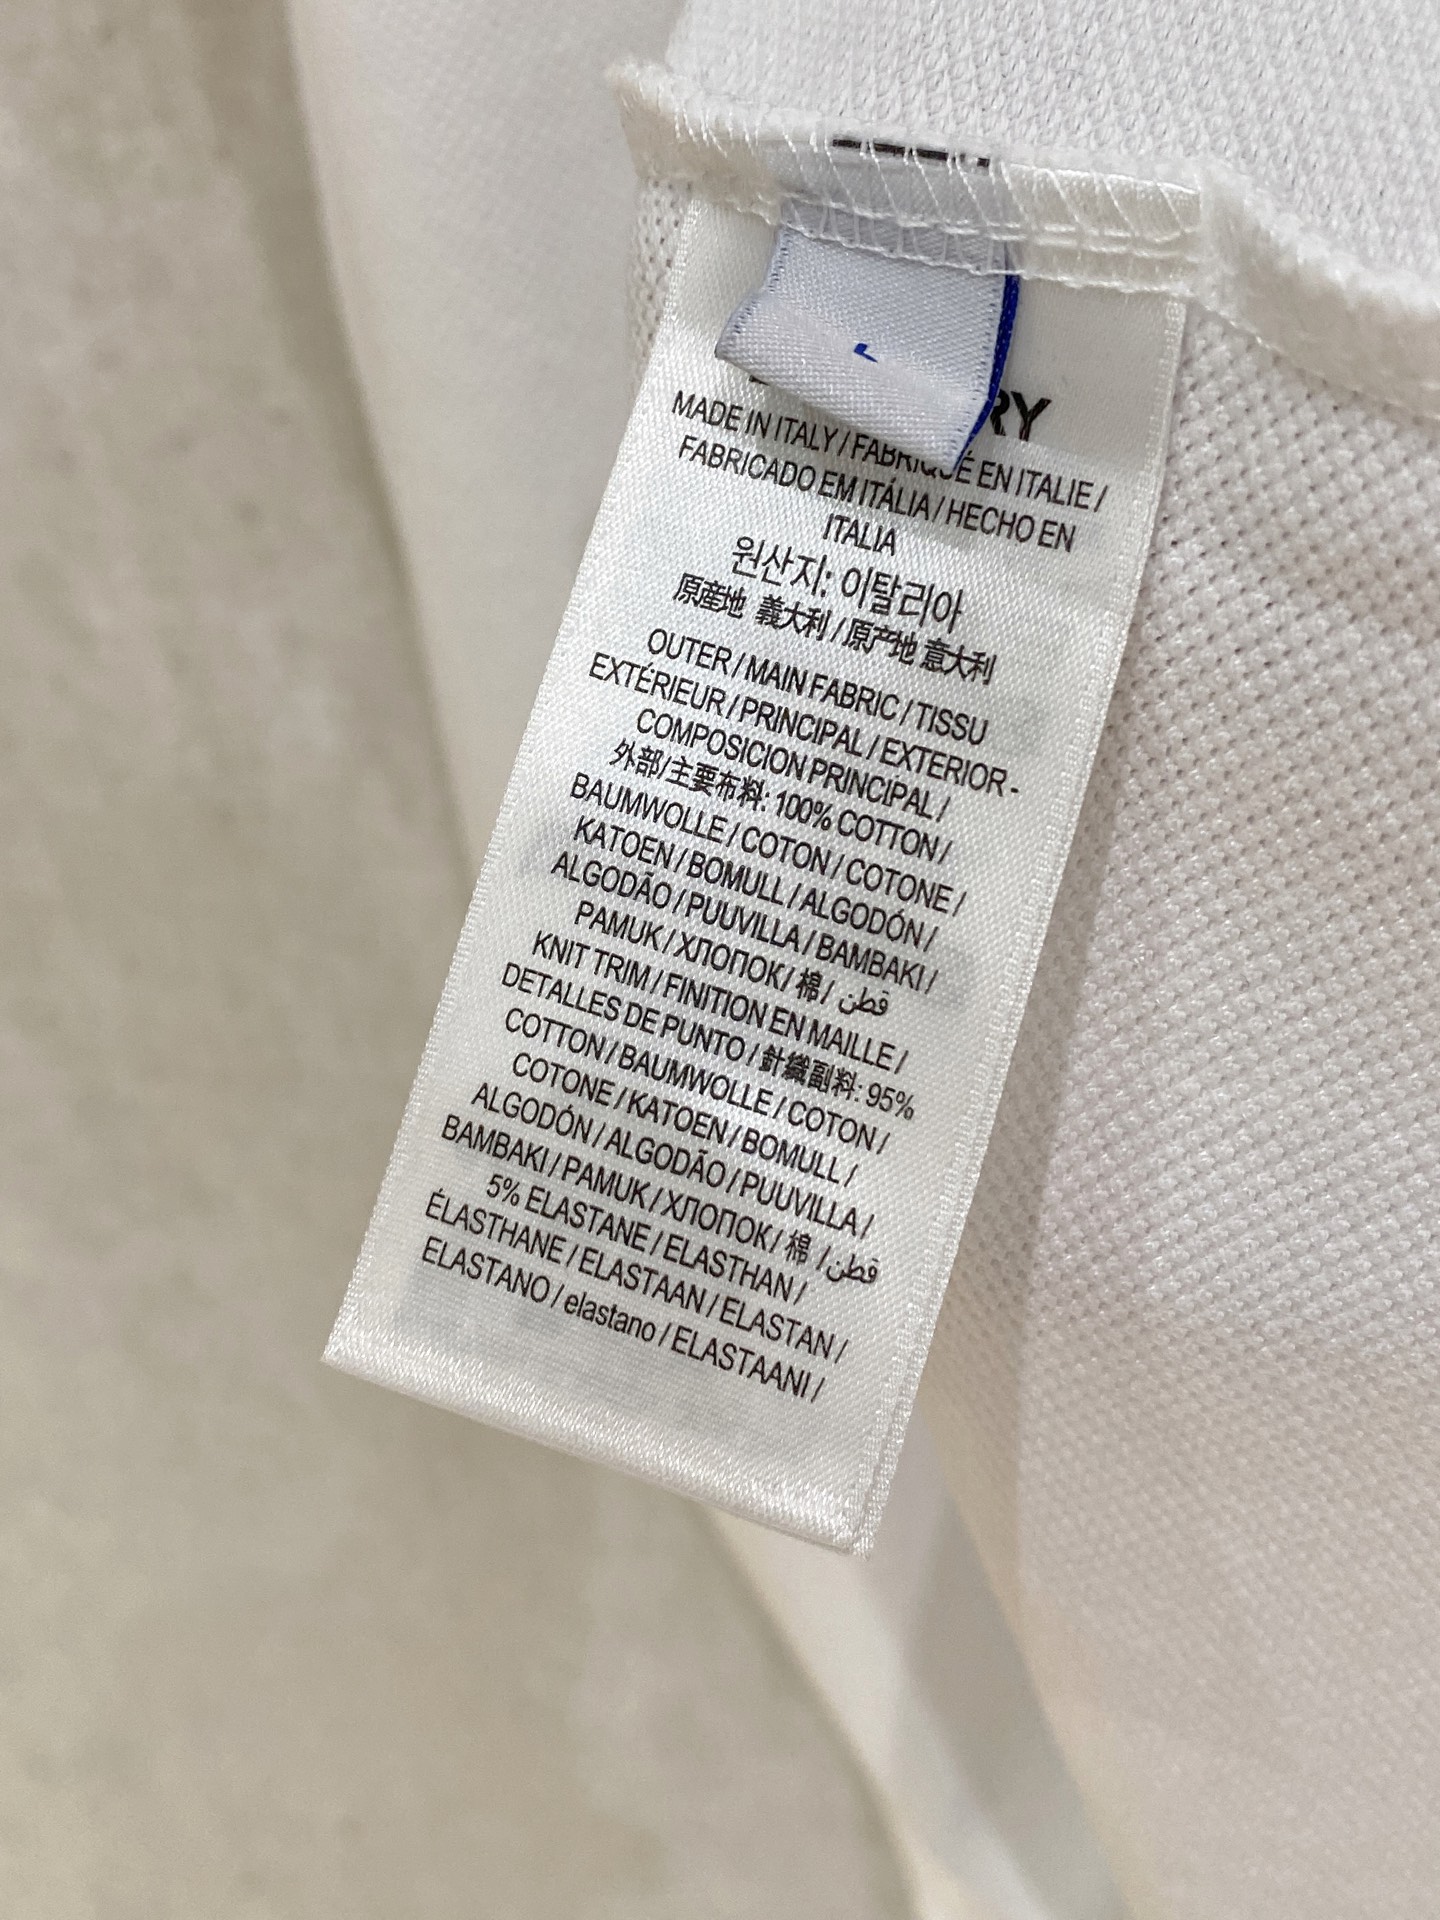 RY
MADE IN ITALY / FABRIQUÉ EN ITALIE /
FABRICADO EM ITÁLIA / HECHO EN
ITALIA
원산지: 이탈리아
原産地 義大利 / 原产地 意大利
OUTER / MAIN FABRIC / TISSU
EXTÉRIEUR / PRINCIPAL / EXTERIOR -
COMPOSICION PRINCIPAL /
外部/主要布料: 100% COTTON /
BAUMWOLLE / COTON / COTONE /
KATOEN / BOMULL / ALGODÓN /
ALGODÃO / PUUVILLA / BAMBAKI /
PAMUK / ХЛОПОК / 棉 / قطن
KNIT TRIM / FINITION EN MAILLE /
DETALLES DE PUNTO / 針織副料: 95%
COTTON / BAUMWOLLE / COTON /
COTONE / KATOEN / BOMULL /
ALGODÓN / ALGODÃO / PUUVILLA /
BAMBAKI / PAMUK / ХЛОПОК / 棉 / قطن
5% ELASTANE / ELASTHAN /
ÉLASTHANE / ELASTAAN / ELASTAN /
ELASTANO / elastano / ELASTAANI /